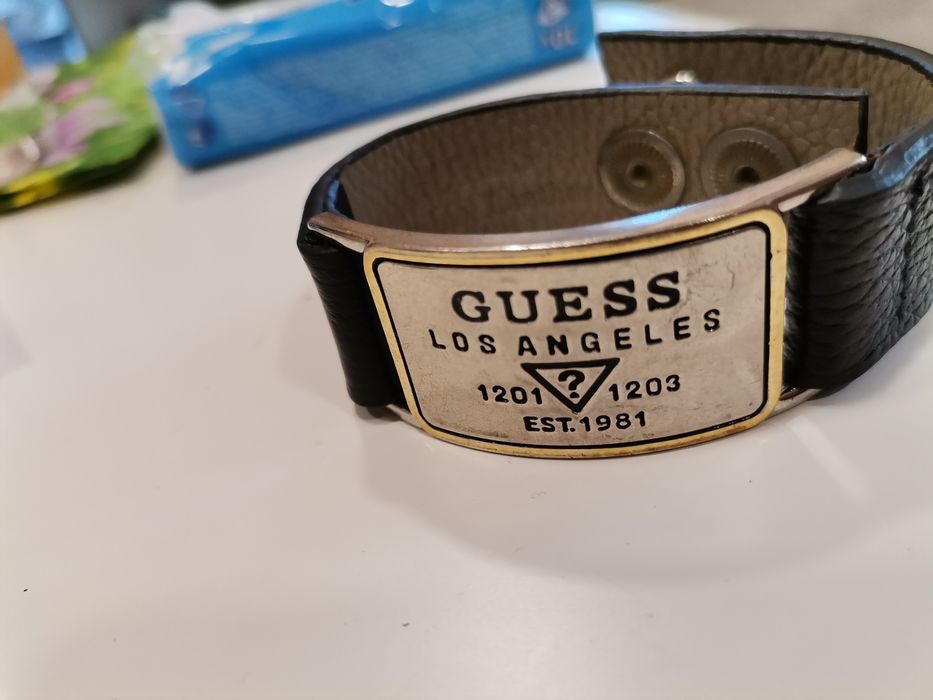 GUESS
LOS ANGELES
1201 ? 1203
EST. 1981